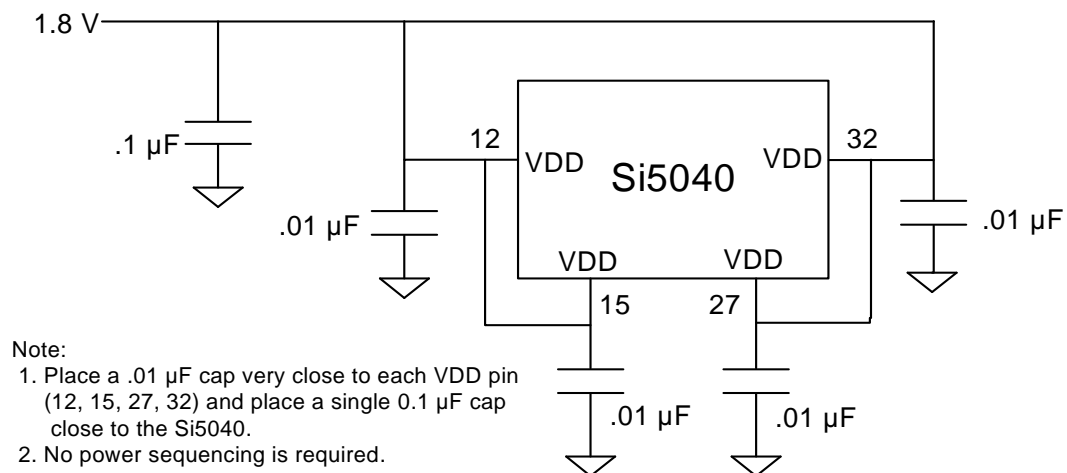 1.8 V
.1 µF
12
VDD
Si5040
VDD
32
.01 µF
.01 µF
VDD
VDD
15
27
.01 µF
.01 µF
Note:
1. Place a .01 µF cap very close to each VDD pin
(12, 15, 27, 32) and place a single 0.1 µF cap
close to the Si5040.
2. No power sequencing is required.